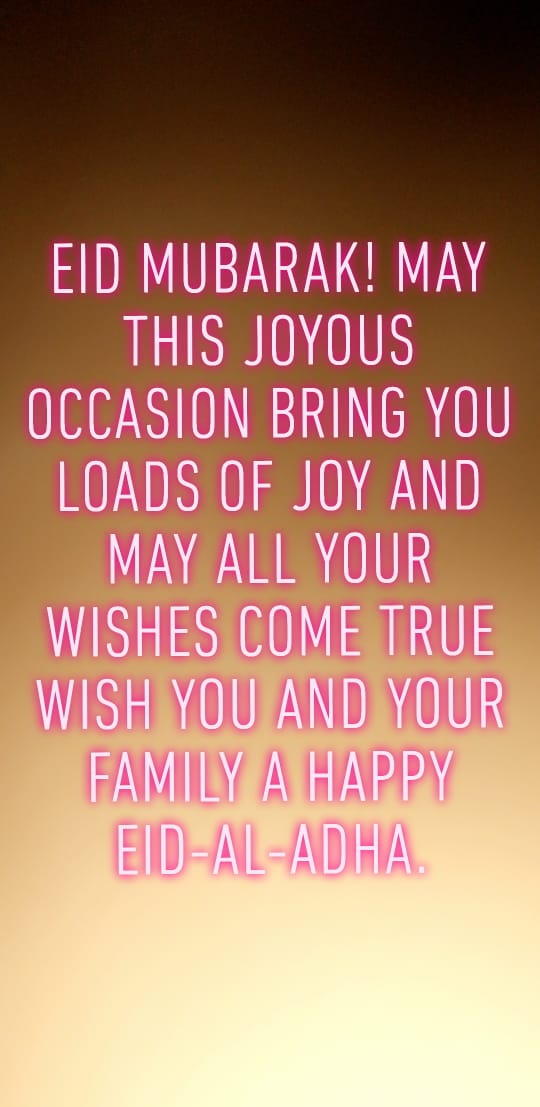 EID MUBARAK! MAY
THIS JOYOUS
OCCASION BRING YOU
LOADS OF JOY AND
MAY ALL YOUR
WISHES COME TRUE
WISH YOU AND YOUR
FAMILY A HAPPY
EID-AL-ADHA.